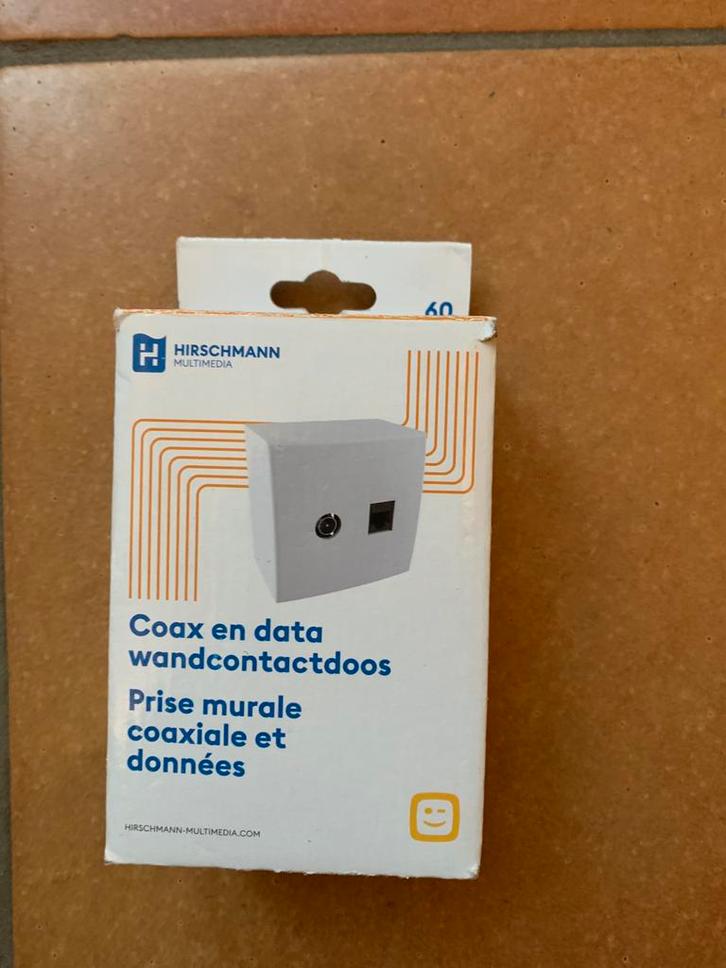 60
HIRSCHMANN
MULTIMEDIA
Coax en data
wandcontactdoos
Prise murale
coaxiale et
données
HIRSCHMANN-MULTIMEDIA.COM